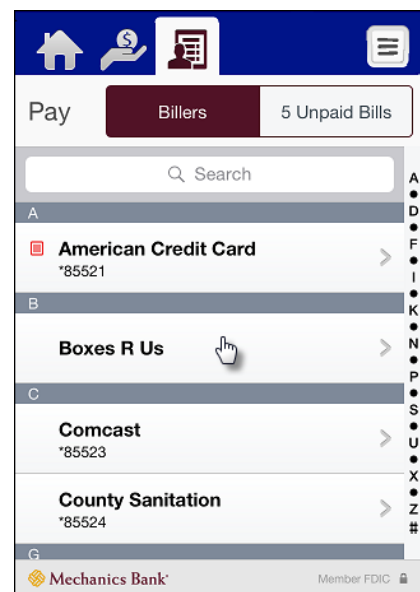 $
Pay
Billers
5 Unpaid Bills
Search
A
American Credit Card
*85521
B
Boxes R Us
C
Comcast
*85523
County Sanitation
*85524
G
A
D
F
I
K
N
P
S
U
X
Z
#
Mechanics Bank
Member FDIC